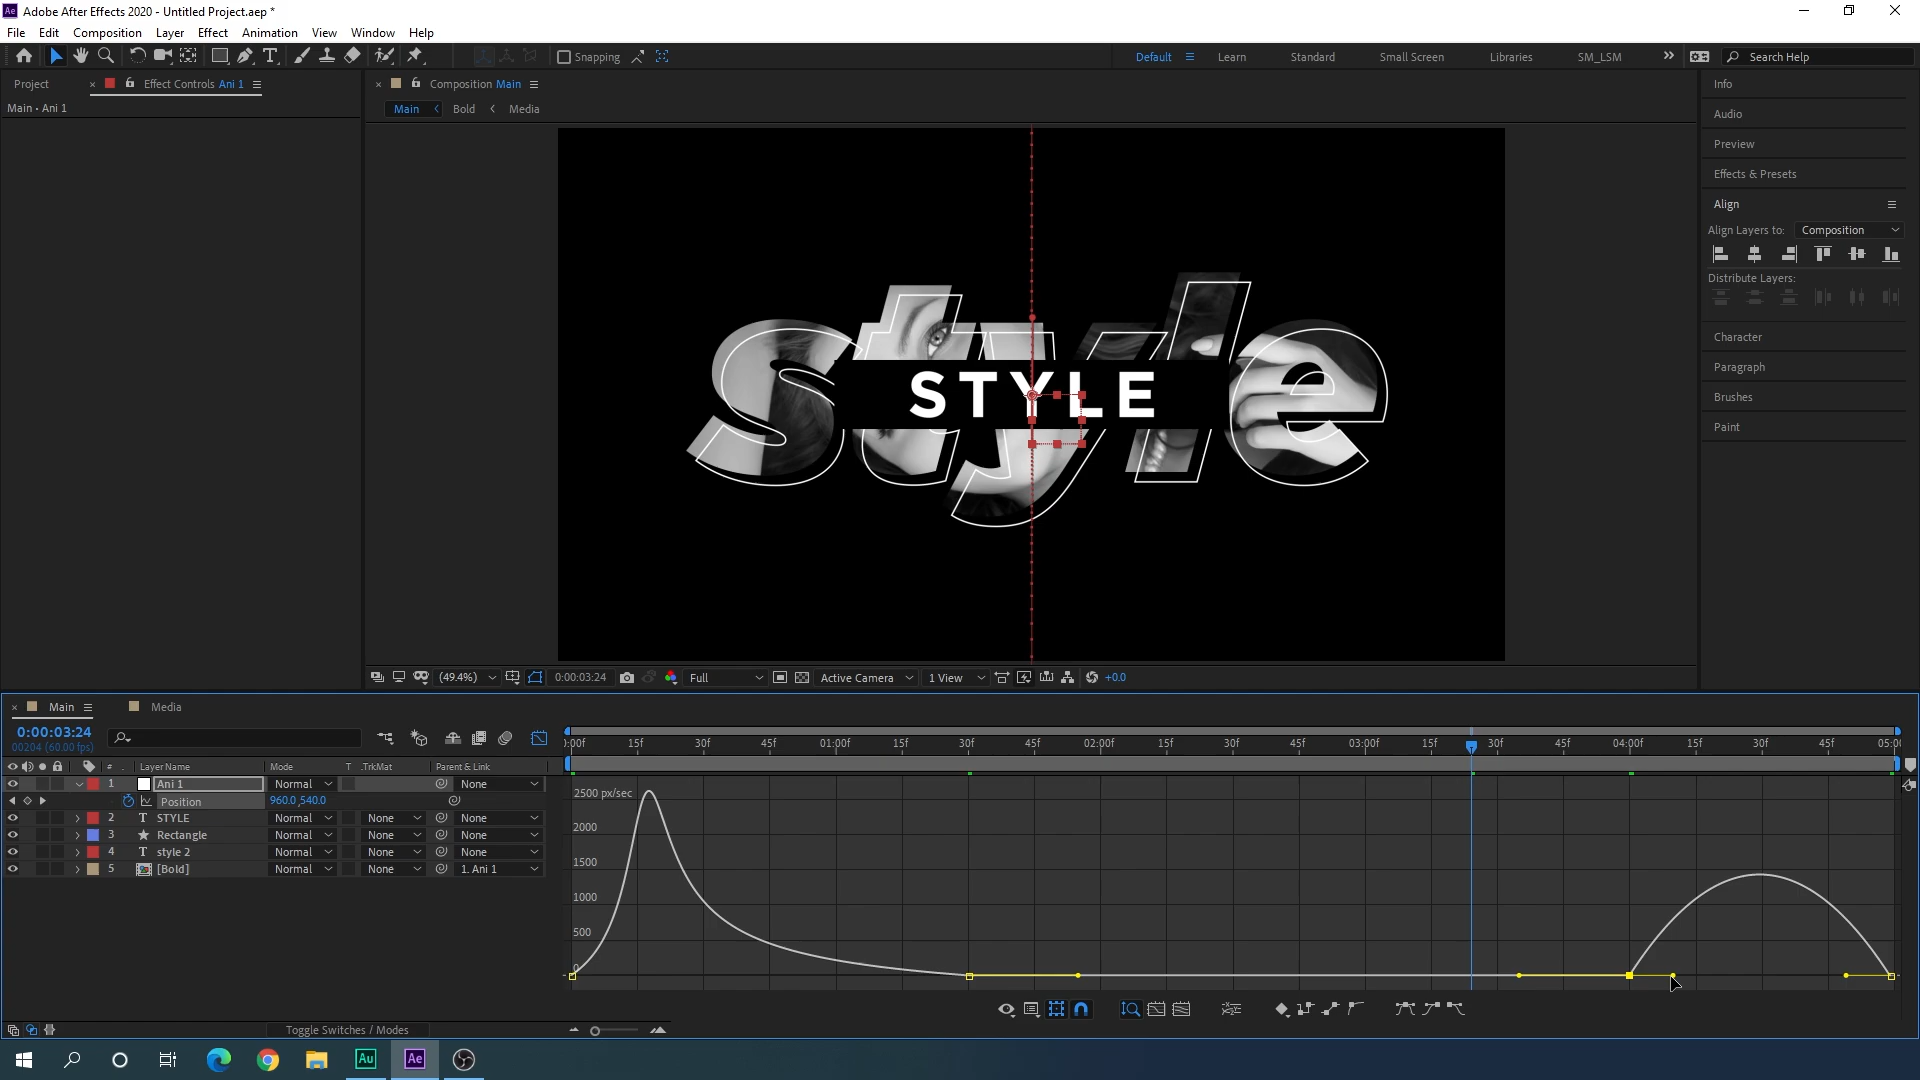 Adobe After Effects 2020 - Untitled Project.aep *
File Edit Composition Layer Effect Animation View Window Help
Snapping
Default Learn Standard Small Screen Libraries SM_LSM Search Help
Project Effect Controls Ani 1
Main • Ani 1
Composition Main
Main Bold Media
style
STYLE
Info
Audio
Preview
Effects & Presets
Align
Align Layers to: Composition
Distribute Layers:
Character
Paragraph
Brushes
Paint
(49.4%) 0:00:03:24 Full Active Camera 1 View +0.0
Main Media
0:00:03:24
00204 (60.00 fps)
:00f 15f 30f 45f 01:00f 15f 30f 45f 02:00f 15f 30f 45f 03:00f 15f 30f 45f 04:00f 15f 30f 45f 05:00
# Layer Name Mode T .TrkMat Parent & Link
1 Ani 1 Normal None
Position 960.0,540.0
2 T STYLE Normal None None
3 Rectangle Normal None None
4 T style 2 Normal None None
5 [Bold] Normal None 1. Ani 1
2500 px/sec
2000
1500
1000
500
0
Toggle Switches / Modes
Au Ae